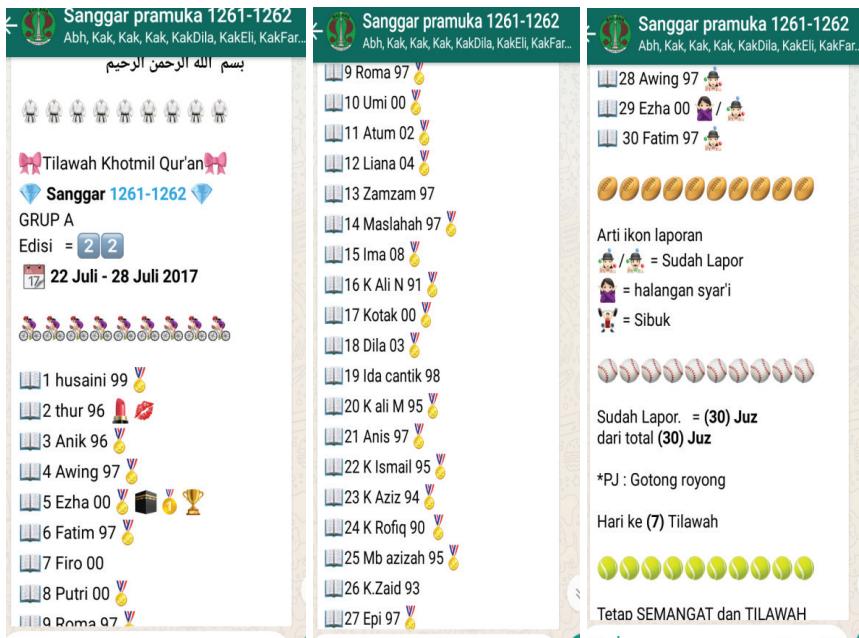 Sanggar pramuka 1261-1262
Abh, Kak, Kak, Kak, KakDila, KakEli, KakFar...
بسم الله الرحمن الرحيم
Tilawah Khotmil Qur'an
Sanggar 1261-1262
GRUP A
Edisi = 22
17 22 Juli - 28 Juli 2017
1 husaini 99
2 thur 96
3 Anik 96
4 Awing 97
5 Ezha 00
6 Fatim 97
7 Firo 00
8 Putri 00
9 Roma 97
Sanggar pramuka 1261-1262
Abh, Kak, Kak, Kak, KakDila, KakEli, KakFar...
9 Roma 97
10 Umi 00
11 Atum 02
12 Liana 04
13 Zamzam 97
14 Maslahah 97
15 Ima 08
16 K Ali N 91
17 Kotak 00
18 Dila 03
19 Ida cantik 98
20 K ali M 95
21 Anis 97
22 K Ismail 95
23 K Aziz 94
24 K Rofiq 90
25 Mb azizah 95
26 K.Zaid 93
27 Epi 97
Sanggar pramuka 1261-1262
Abh, Kak, Kak, Kak, KakDila, KakEli, KakFar..
28 Awing 97
29 Ezha 00 /
30 Fatim 97
Arti ikon laporan
/ = Sudah Lapor
= halangan syar'i
= Sibuk
Sudah Lapor. = (30) Juz
dari total (30) Juz
*PJ : Gotong royong
Hari ke (7) Tilawah
Tetap SEMANGAT dan TILAWAH